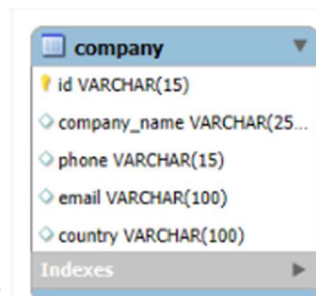 company
id VARCHAR(15)
company_name VARCHAR(25...
phone VARCHAR(15)
email VARCHAR(100)
country VARCHAR(100)
Indexes